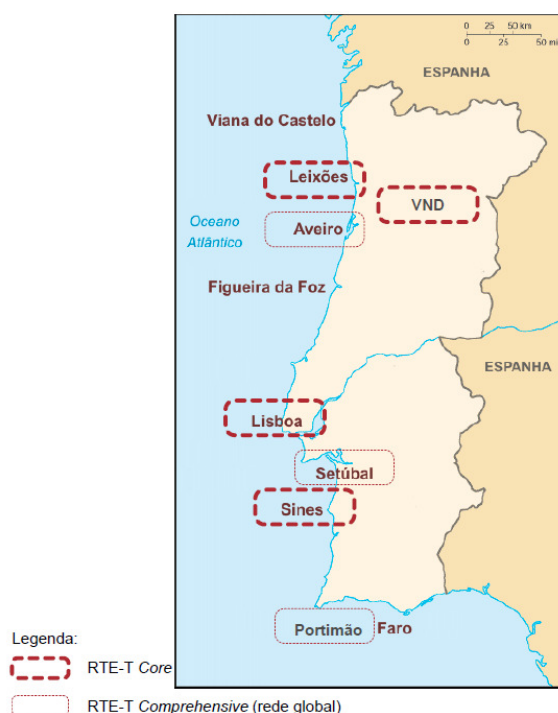 0 25 50 km
0 25 50 mi
ESPANHA
Viana do Castelo
Leixões
VND
Oceano
Atlântico
Aveiro
Figueira da Foz
ESPANHA
Lisboa
Setúbal
Sines
Portimão
Faro
Legenda:
RTE-T Core
RTE-T Comprehensive (rede global)